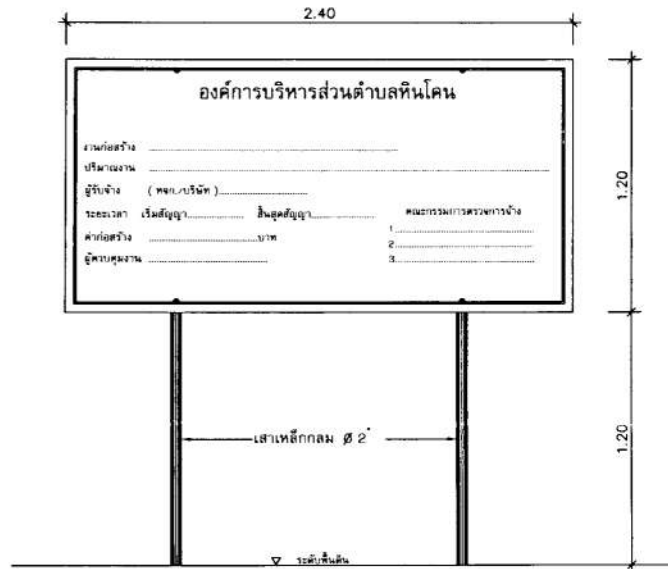 2.40
องค์การบริหารส่วนตำบลหินโคน
งานก่อสร้าง
ปริมาณงาน
ผู้รับจ้าง ( หจก./บริษัท )
ระยะเวลา เริ่มสัญญา สิ้นสุดสัญญา คณะกรรมการตรวจการจ้าง
1
ค่าก่อสร้าง บาท
2
ผู้ควบคุมงาน 3
1.20
เสาเหล็กกลม Ø 2"
1.20
ระดับพื้นดิน